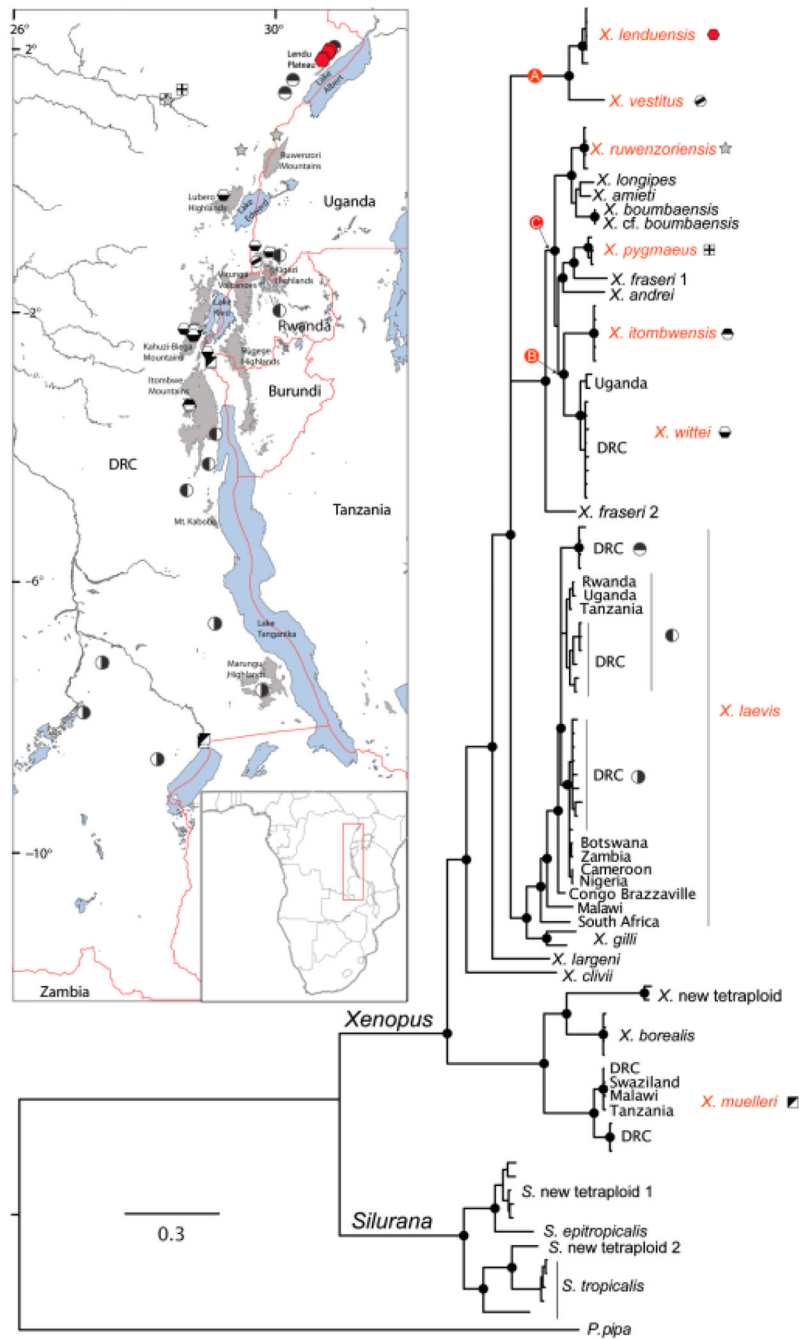 26°
30°
2°
−2°
−6°
−10°
Lendu
Plateau
Lake
Albert
Ruwenzori
Mountains
Lubero
Highlands
Lake
Edward
Uganda
Virunga
Volcanoes
Kigezi
Highlands
Lake
Kivu
Rwanda
Kahuzi-Biega
Mountains
Rugege
Highlands
Itombwe
Mountains
Burundi
DRC
Mt. Kabobo
Tanzania
Lake
Tanganika
Marungu
Highlands
Zambia
A
X. lenduensis
X. vestitus
X. ruwenzoriensis
X. longipes
X. amieti
X. boumbaensis
X. cf. boumbaensis
C
X. pygmaeus
X. fraseri 1
X. andrei
X. itombwensis
B
Uganda
DRC
X. wittei
X. fraseri 2
DRC
Rwanda
Uganda
Tanzania
DRC
X. laevis
DRC
Botswana
Zambia
Cameroon
Nigeria
Congo Brazzaville
Malawi
South Africa
X. gilli
X. largeni
X. clivii
Xenopus
X. new tetraploid
X. borealis
DRC
Swaziland
Malawi
Tanzania
X. muelleri
DRC
0.3
Silurana
S. new tetraploid 1
S. epitropicalis
S. new tetraploid 2
S. tropicalis
P.pipa